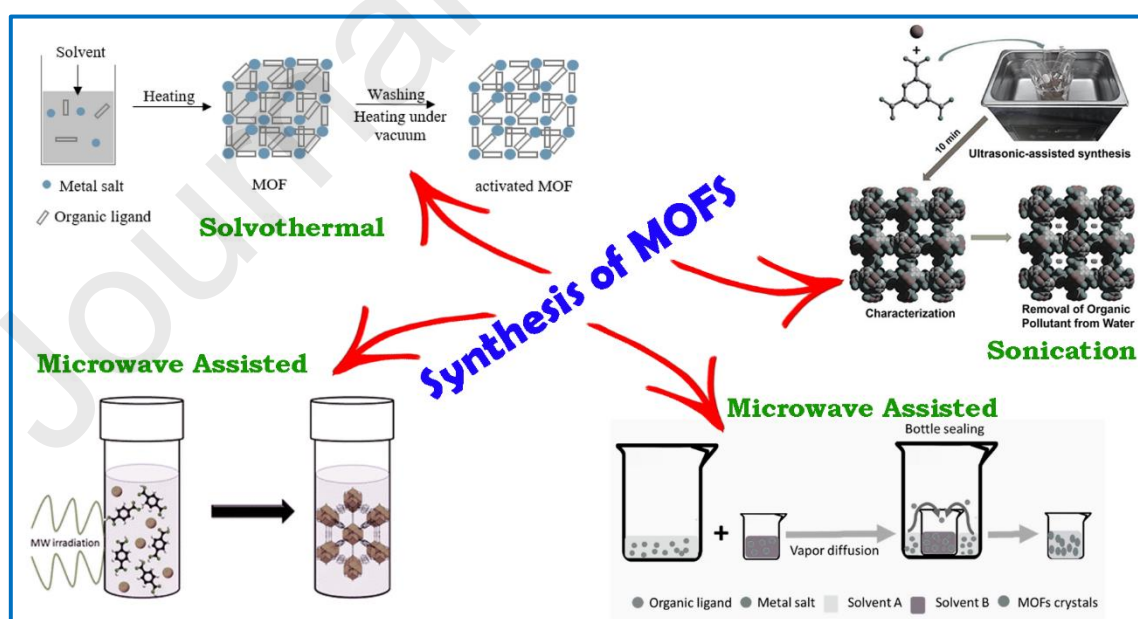 Solvent
Heating
Washing
Heating under
vacuum
Metal salt
Organic ligand
MOF
activated MOF
Solvothermal
+
10 min
Ultrasonic-assisted synthesis
Characterization
Removal of Organic
Pollutant from Water
Sonication
Synthesis of MOFS
Microwave Assisted
MW irradiation
Microwave Assisted
Bottle sealing
+
Vapor diffusion
Organic ligand
Metal salt
Solvent A
Solvent B
MOFs crystals
Journal